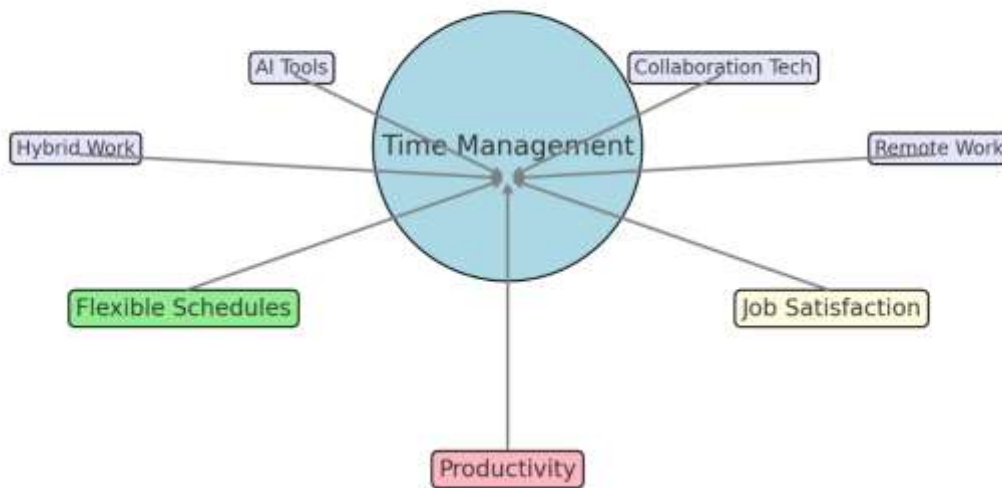 AI Tools
Collaboration Tech
Hybrid Work
Time Management
Remote Work
Flexible Schedules
Job Satisfaction
Productivity